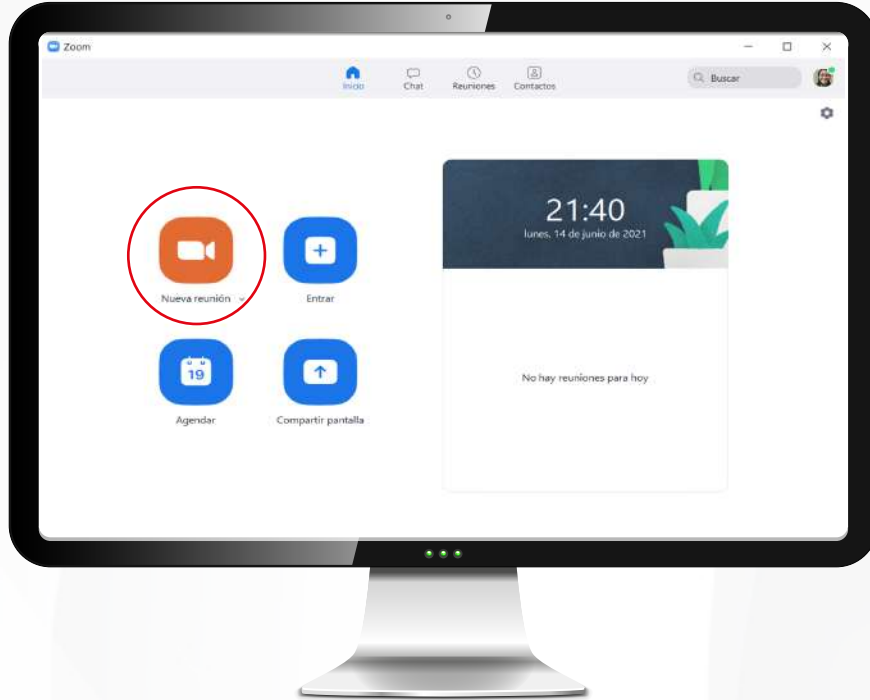 Zoom
Inicio
Chat
Reuniones
Contactos
Buscar
21:40
lunes, 14 de junio de 2021
Nueva reunión
Entrar
19
Agendar
Compartir pantalla
No hay reuniones para hoy